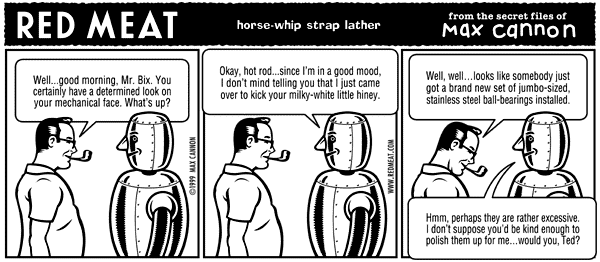 RED MEAT
horse-whip strap lather
from the secret files of
Max cannon
Well...good morning, Mr. Bix. You
certainly have a determined look on
your mechanical face. What's up?
©1999 MAX CANNON
Okay, hot rod...since I'm in a good mood,
I don't mind telling you that I just came
over to kick your milky-white little hiney.
WWW.REDMEAT.COM
Well, well...looks like somebody just
got a brand new set of jumbo-sized,
stainless steel ball-bearings installed.
Hmm, perhaps they are rather excessive.
I don't suppose you'd be kind enough to
polish them up for me...would you, Ted?